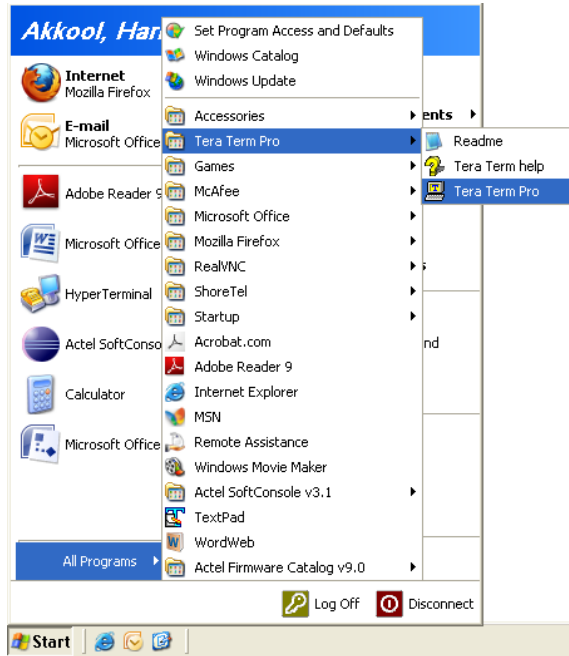 Akkool, Har
Internet
Mozilla Firefox
E-mail
Microsoft Office
Adobe Reader 9
Microsoft Office
HyperTerminal
Actel SoftConso
Calculator
Microsoft Office
All Programs
Set Program Access and Defaults
Windows Catalog
Windows Update
Accessories
Tera Term Pro
Games
McAfee
Microsoft Office
Mozilla Firefox
RealVNC
ShoreTel
Startup
Acrobat.com
Adobe Reader 9
Internet Explorer
MSN
Remote Assistance
Windows Movie Maker
Actel SoftConsole v3.1
TextPad
WordWeb
Actel Firmware Catalog v9.0
ents
Readme
Tera Term help
Tera Term Pro
s
nd
Log Off
Disconnect
Start